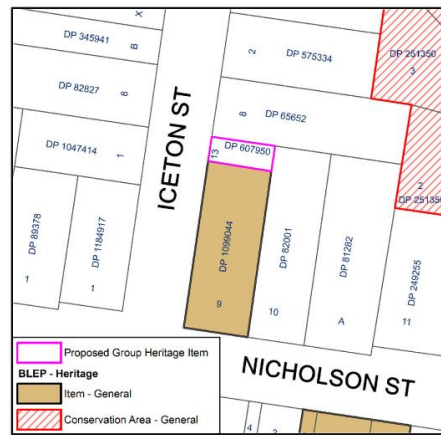 DP 345941
B
X
DP 82827
8
DP 1047414
1
DP 89378
1
DP 1184917
1
ICETON ST
2
DP 575334
DP 251350
3
8
DP 65652
DP 607950
13
2
DP 251350
DP 1099044
9
DP 82001
10
DP 81282
A
DP 249255
11
NICHOLSON ST
4
Proposed Group Heritage Item
BLEP - Heritage
Item - General
Conservation Area - General